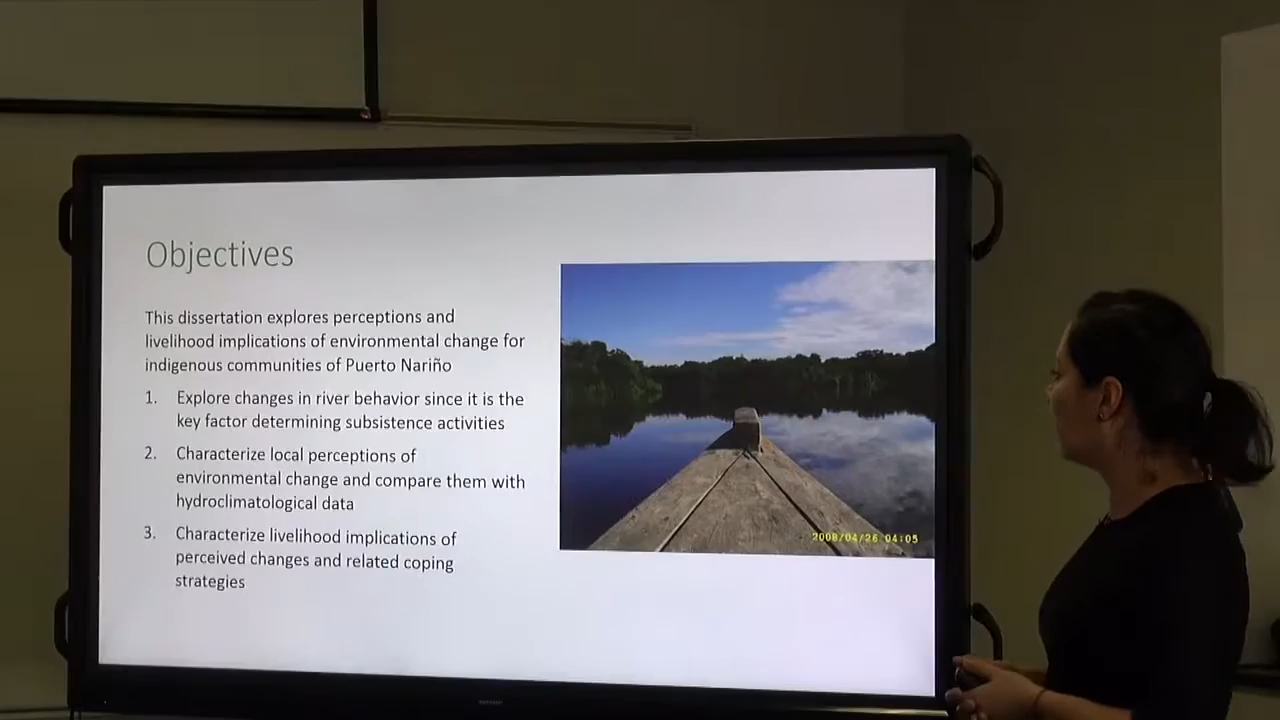 Objectives
This dissertation explores perceptions and
livelihood implications of environmental change for
indigenous communities of Puerto Nariño
1. Explore changes in river behavior since it is the
key factor determining subsistence activities
2. Characterize local perceptions of
environmental change and compare them with
hydroclimatological data
3. Characterize livelihood implications of
perceived changes and related coping
strategies
2008/04/26 04:05